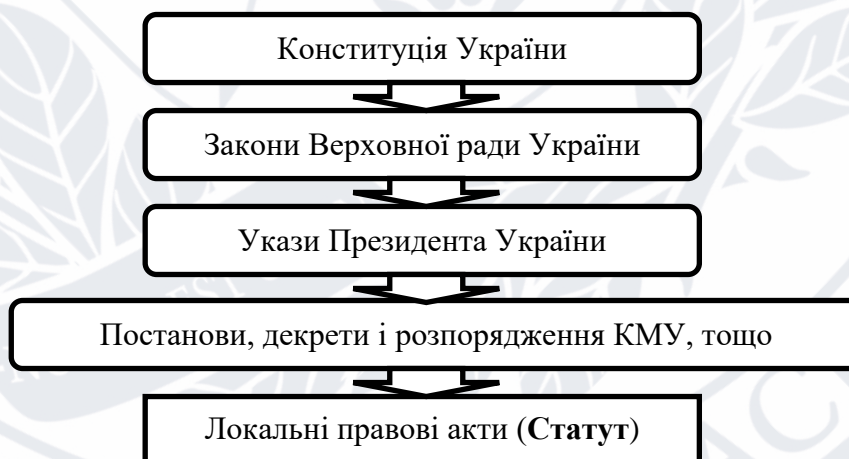 Конституція України
Закони Верховної ради України
Укази Президента України
Постанови, декрети і розпорядження КМУ, тощо
Локальні правові акти (Статут)